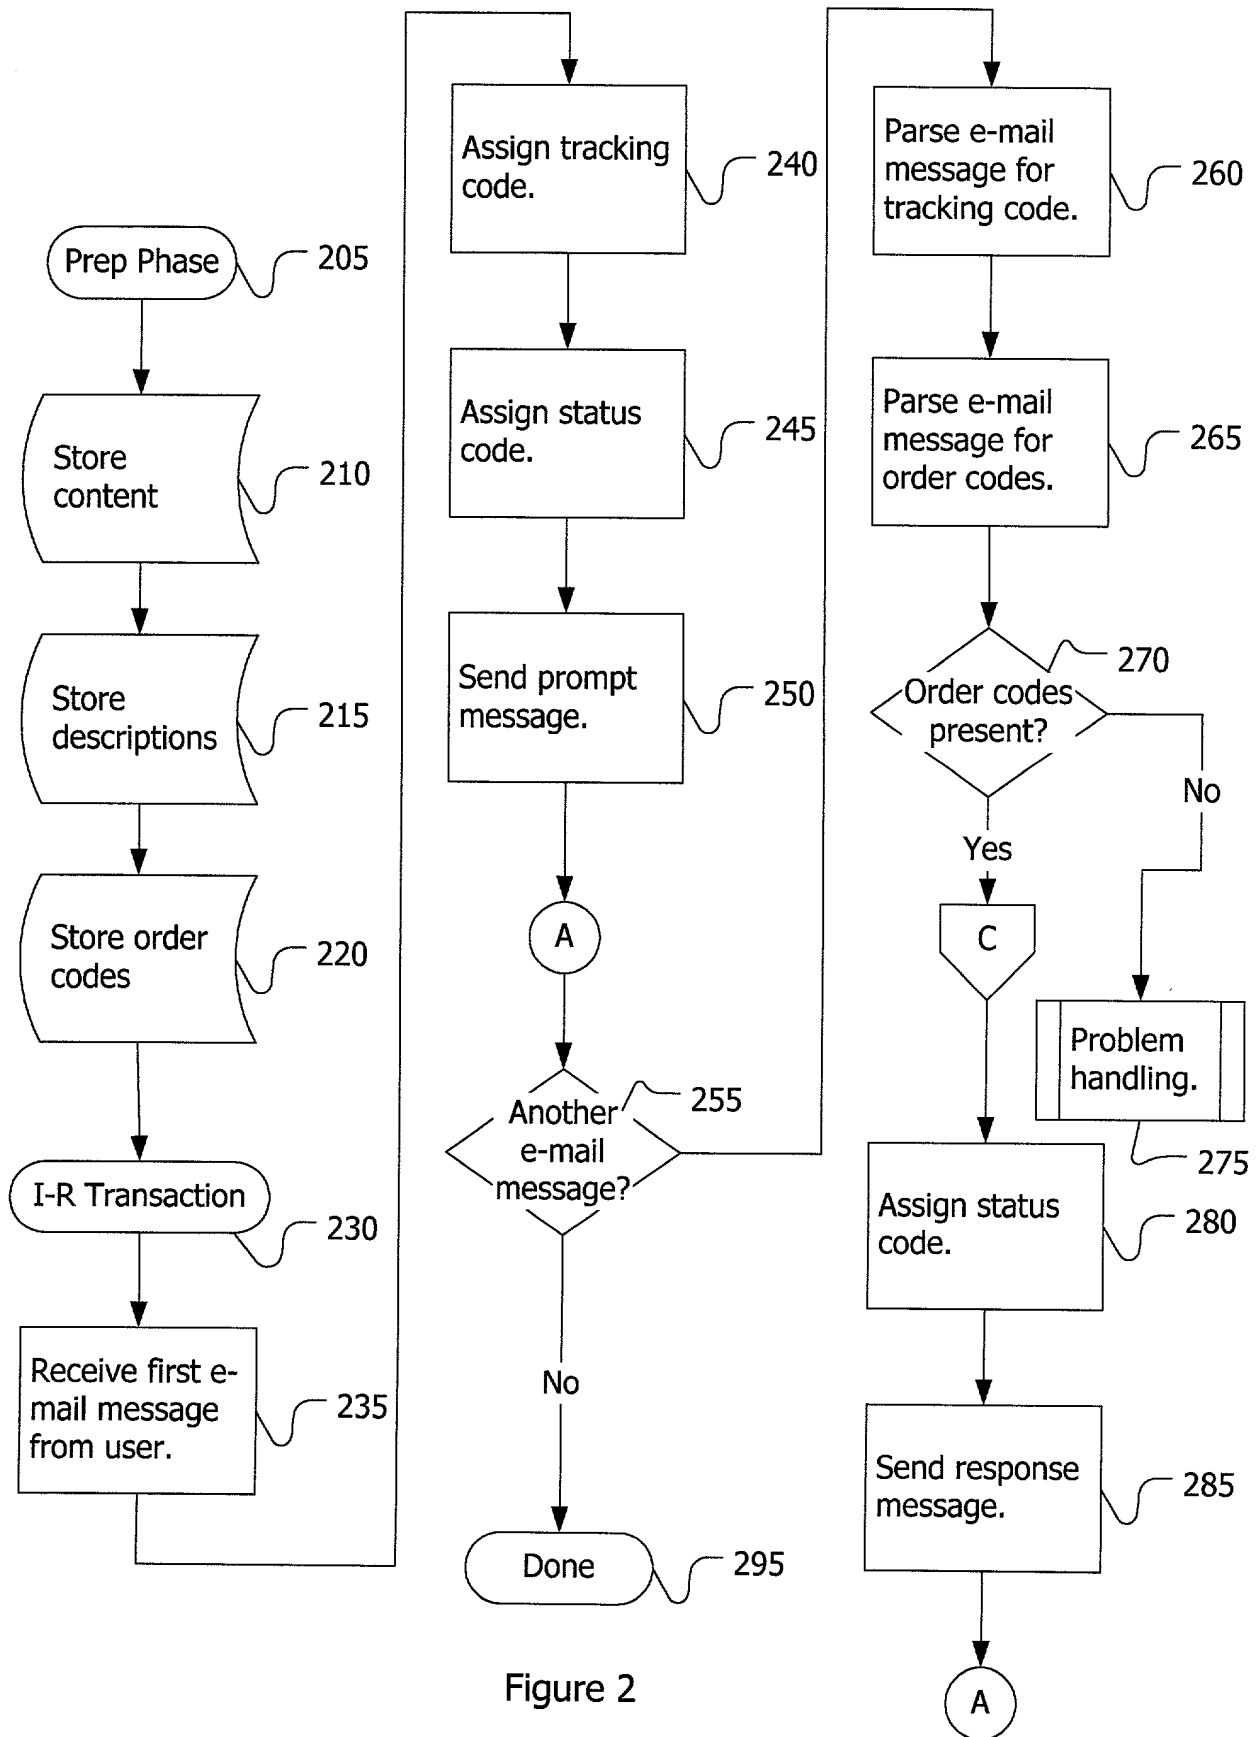 Prep Phase
205
Store
content
210
Store
descriptions
215
Store order
codes
220
I-R Transaction
230
Receive first e-
mail message
from user.
235
Assign tracking
code.
240
Assign status
code.
245
Send prompt
message.
250
A
Another
e-mail
message?
255
No
Done
295
Parse e-mail
message for
tracking code.
260
Parse e-mail
message for
order codes.
265
Order codes
present?
270
No
Yes
C
Problem
handling.
275
Assign status
code.
280
Send response
message.
285
A
Figure 2